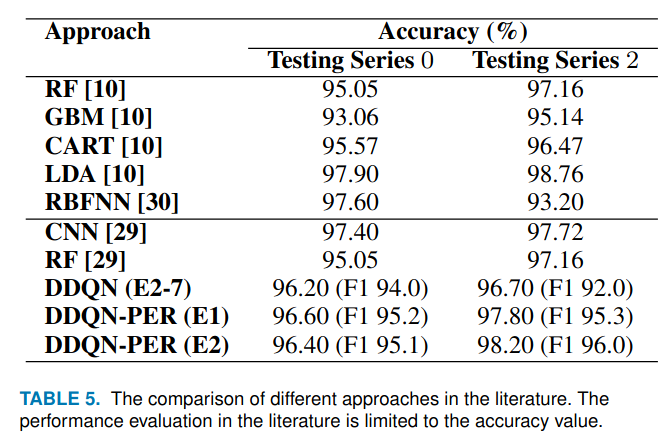 Approach Accuracy (%)
Testing Series 0 Testing Series 2
RF [10] 95.05 97.16
GBM [10] 93.06 95.14
CART [10] 95.57 96.47
LDA [10] 97.90 98.76
RBFNN [30] 97.60 93.20
CNN [29] 97.40 97.72
RF [29] 95.05 97.16
DDQN (E2-7) 96.20 (F1 94.0) 96.70 (F1 92.0)
DDQN-PER (E1) 96.60 (F1 95.2) 97.80 (F1 95.3)
DDQN-PER (E2) 96.40 (F1 95.1) 98.20 (F1 96.0)
TABLE 5. The comparison of different approaches in the literature. The
performance evaluation in the literature is limited to the accuracy value.